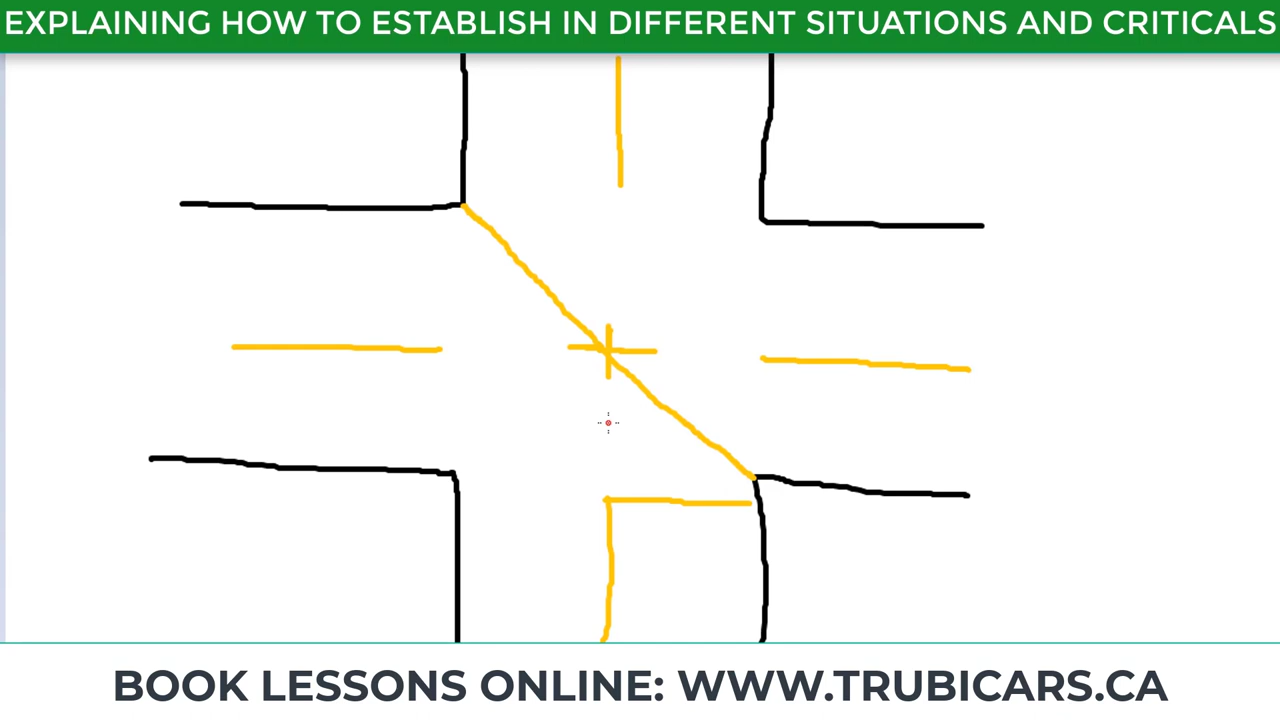 EXPLAINING HOW TO ESTABLISH IN DIFFERENT SITUATIONS AND CRITICALS
BOOK LESSONS ONLINE: WWW.TRUBICARS.CA